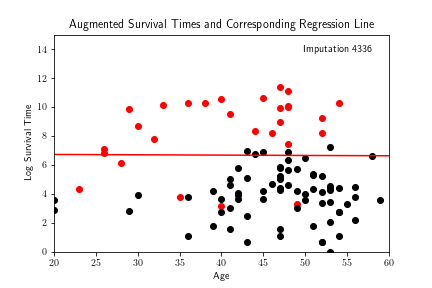 Augmented Survival Times and Corresponding Regression Line
Imputation 4336
Log Survival Time
14
12
10
8
6
4
2
0
20 25 30 35 40 45 50 55 60
Age